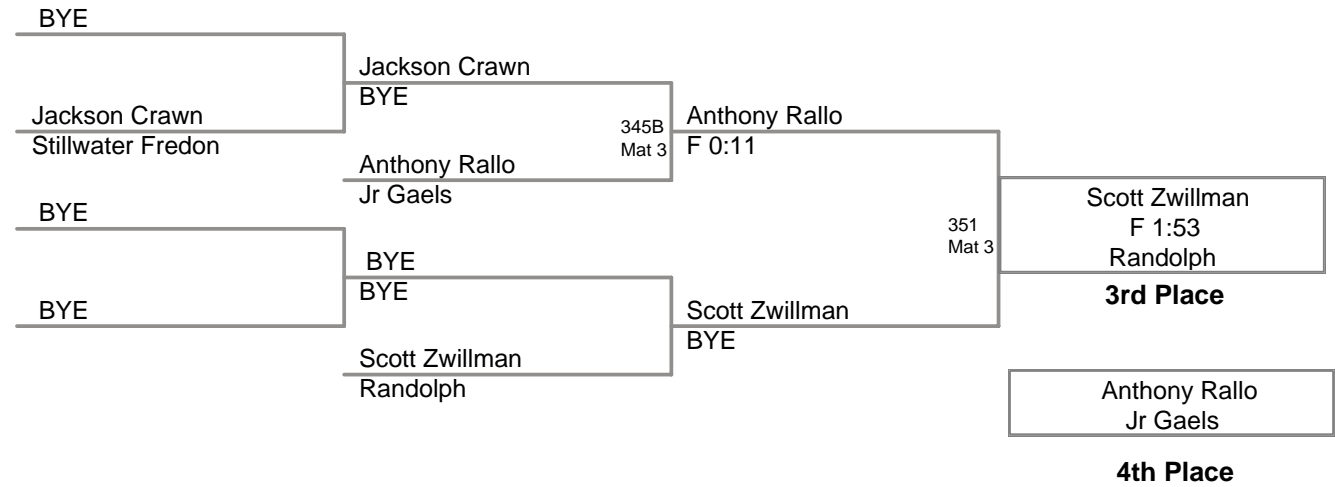 BYE
Jackson Crawn
Stillwater Fredon
BYE
BYE
Jackson Crawn
BYE
Anthony Rallo
Jr Gaels
BYE
BYE
Scott Zwillman
Randolph
345B
Mat 3
Anthony Rallo
F 0:11
Scott Zwillman
BYE
351
Mat 3
Scott Zwillman
F 1:53
Randolph
3rd Place
Anthony Rallo
Jr Gaels
4th Place